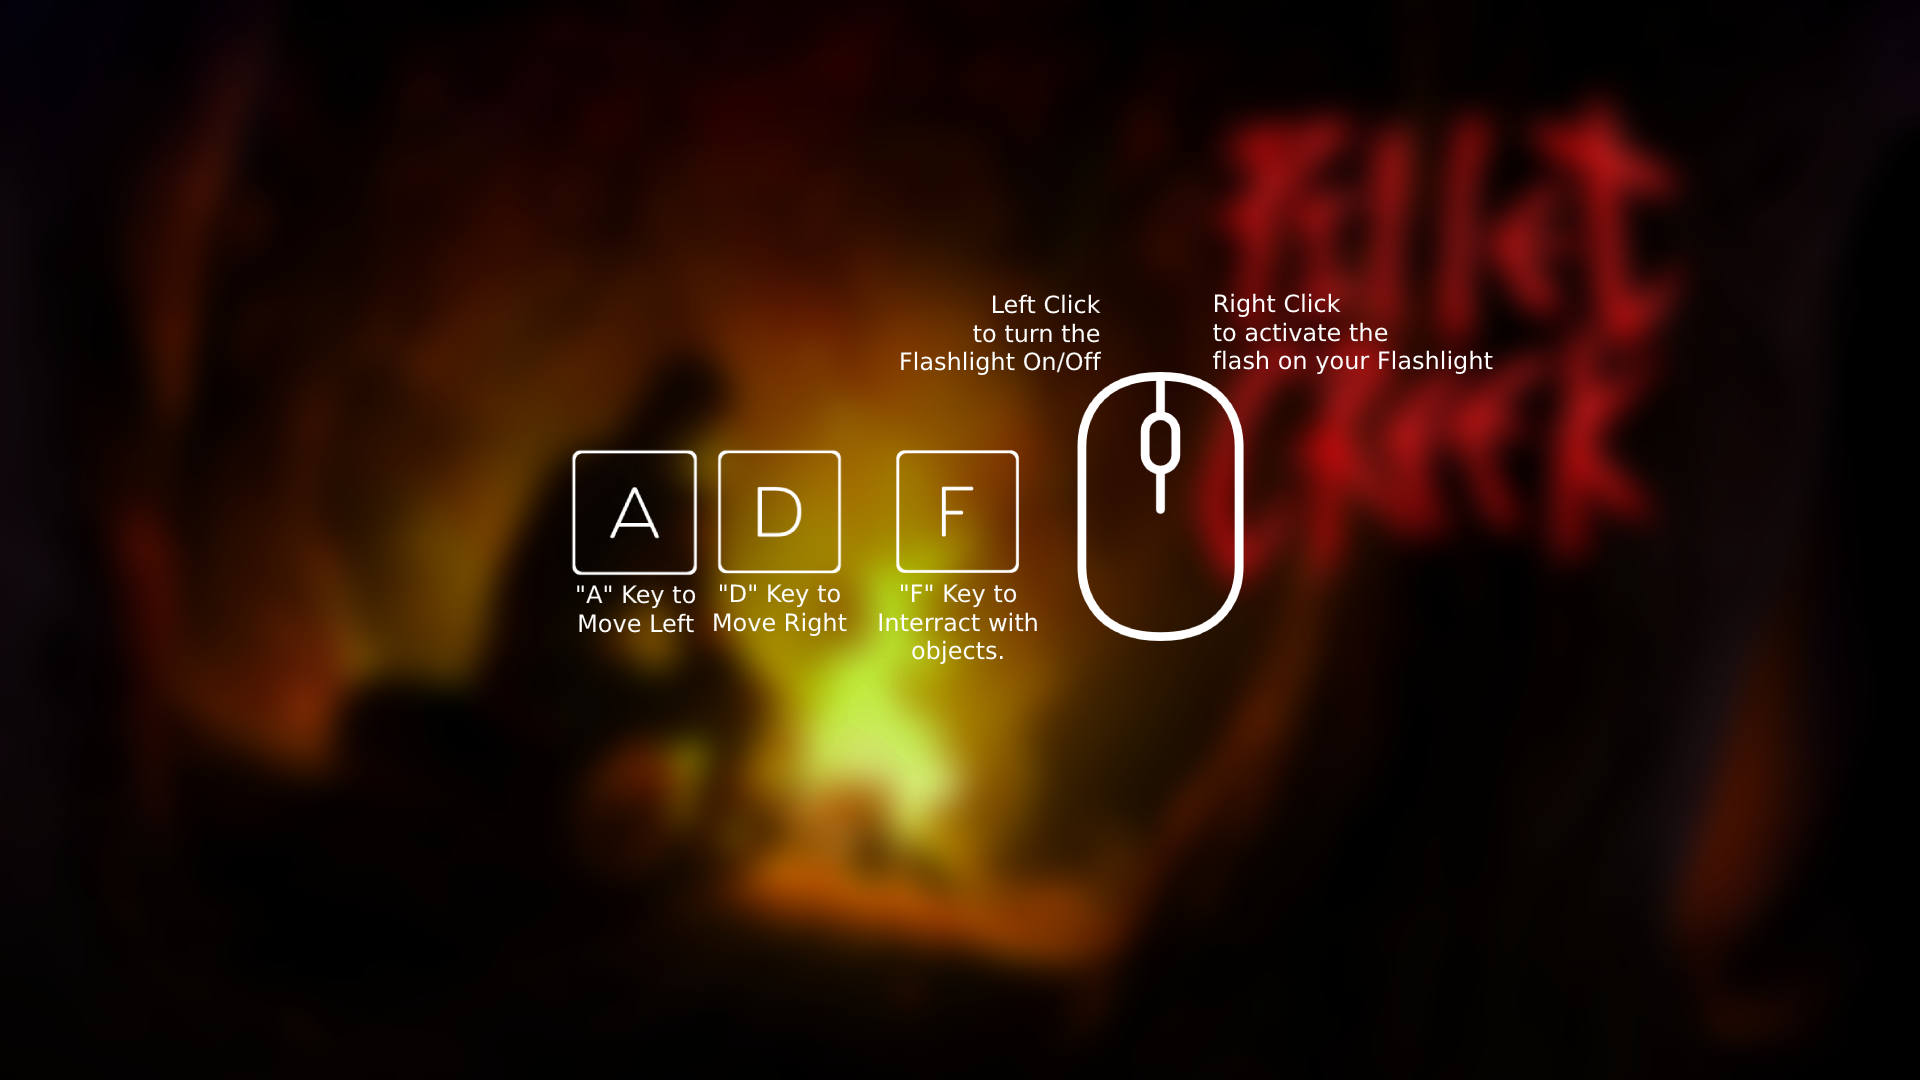 Left Click
to turn the
Flashlight On/Off
Right Click
to activate the
flash on your Flashlight
A
D
F
"A" Key to
Move Left
"D" Key to
Move Right
"F" Key to
Interract with
objects.